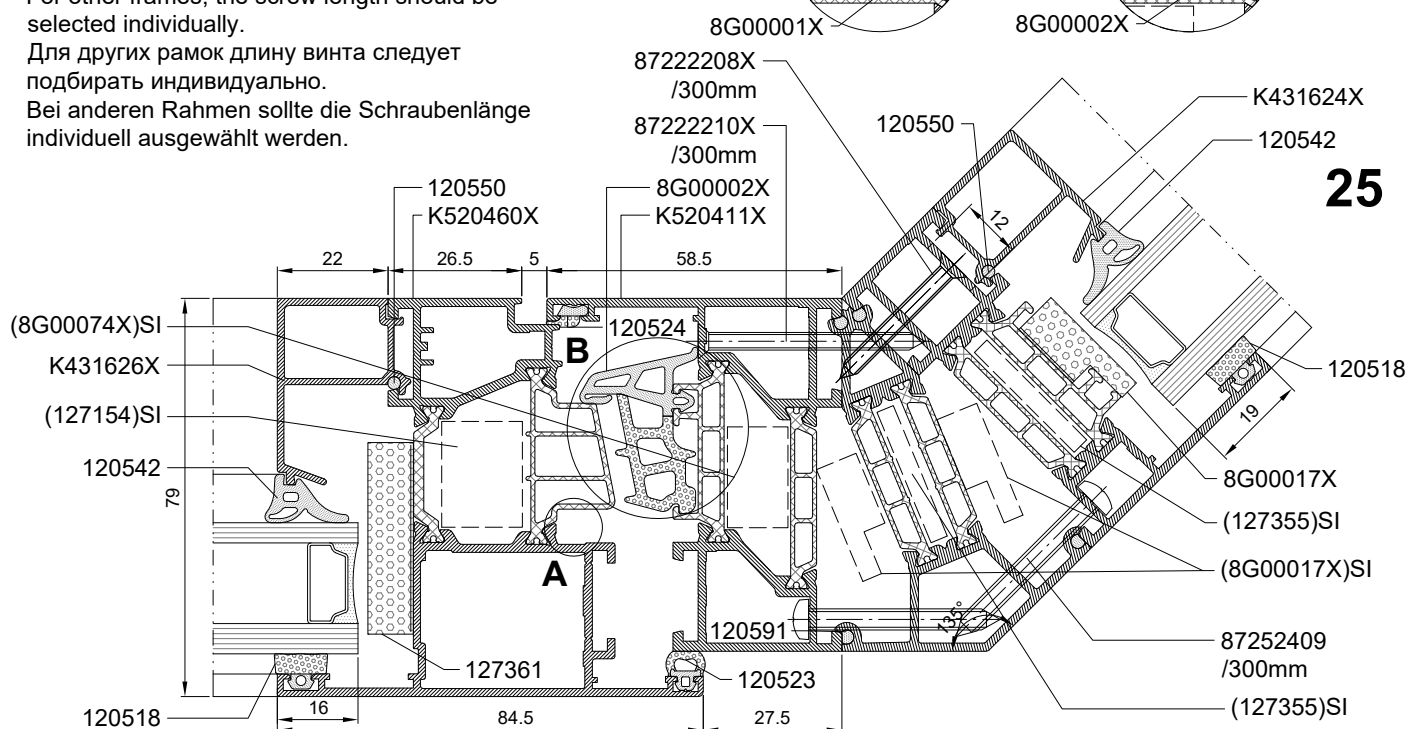 For other frames, the screw length should be
selected individually.
Для других рамок длину винта следует
подбирать индивидуально.
Bei anderen Rahmen sollte die Schraubenlänge
individuell ausgewählt werden.
8G00001X
8G00002X
87222208X
/300mm
87222210X
/300mm
120550
K431624X
120542
25
120550
K520460X
8G00002X
K520411X
12
22
26.5
5
58.5
(8G00074X)SI
K431626X
(127154)SI
120542
79
120524
B
A
120518
19
8G00017X
(127355)SI
(8G00017X)SI
135°
120591
87252409
/300mm
(127355)SI
127361
120523
120518
16
84.5
27.5